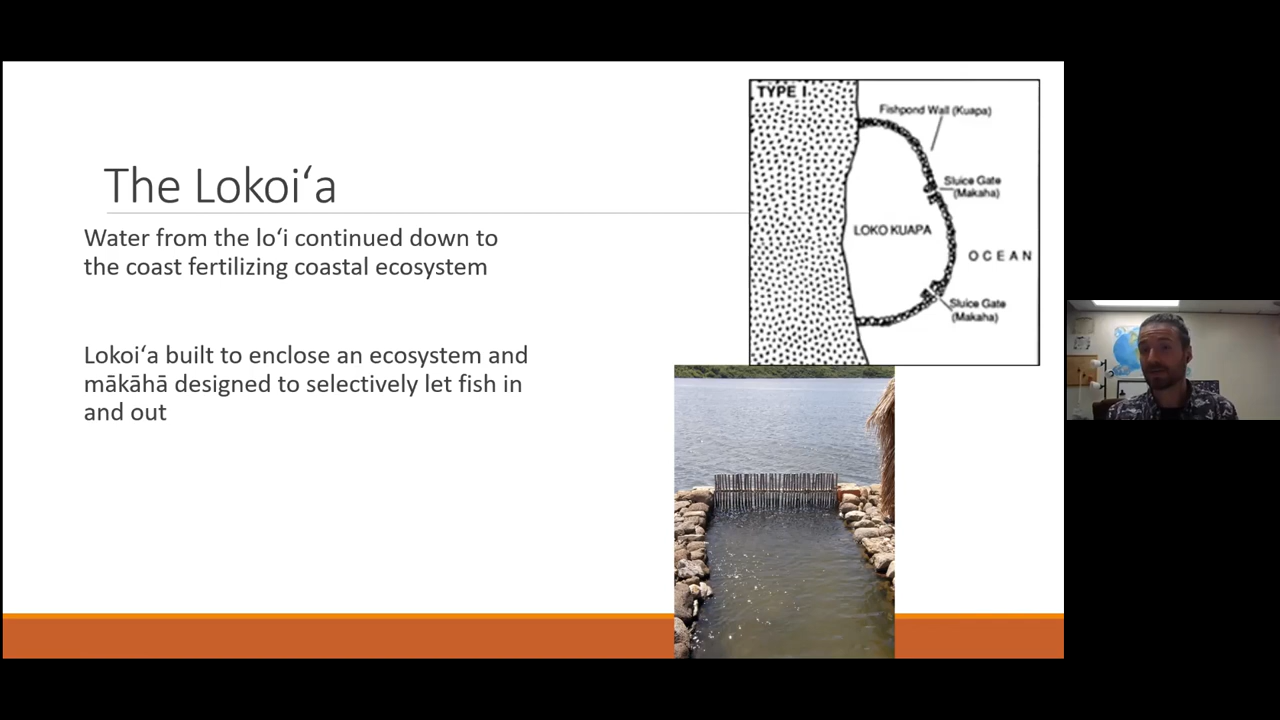 The Lokoiʻa
Water from the loʻi continued down to
the coast fertilizing coastal ecosystem
Lokoiʻa built to enclose an ecosystem and
mākāhā designed to selectively let fish in
and out
TYPE I.
Fishpond Wall (Kuapa)
Sluice Gate
(Makaha)
LOKO KUAPA
OCEAN
Sluice Gate
(Makaha)